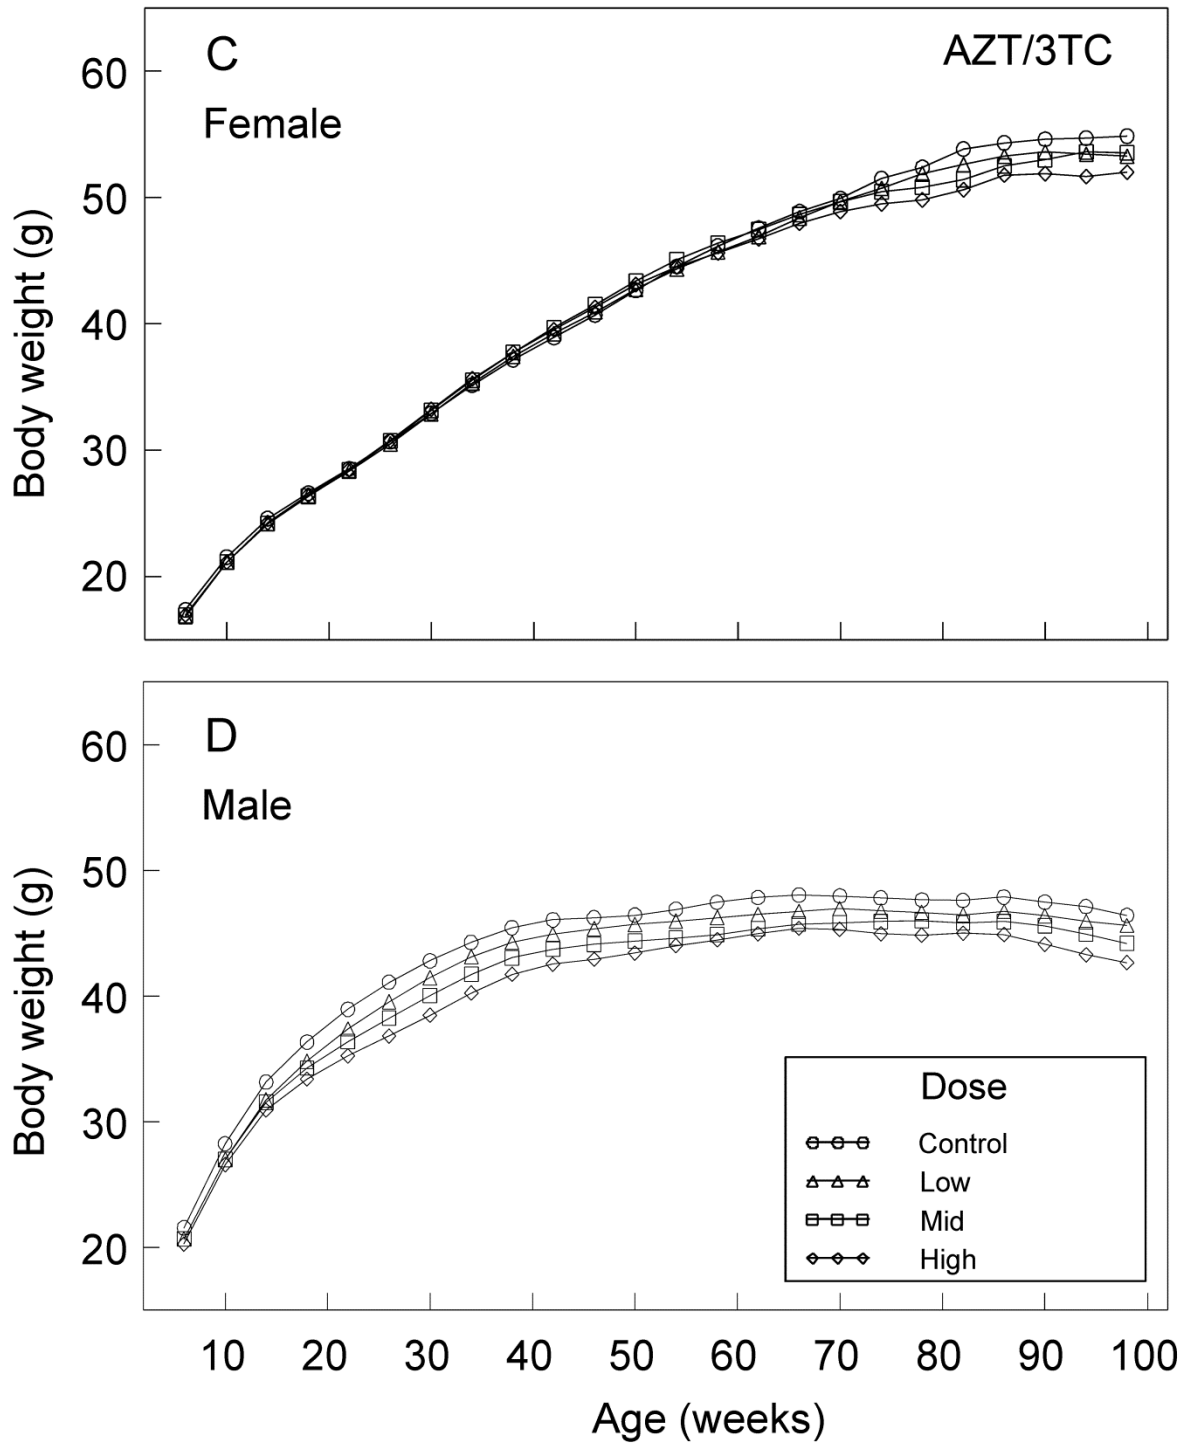 C
AZT/3TC
Female
60
50
40
30
20
Body weight (g)
D
Male
60
50
40
30
20
Body weight (g)
Dose
Control
Low
Mid
High
10 20 30 40 50 60 70 80 90 100
Age (weeks)